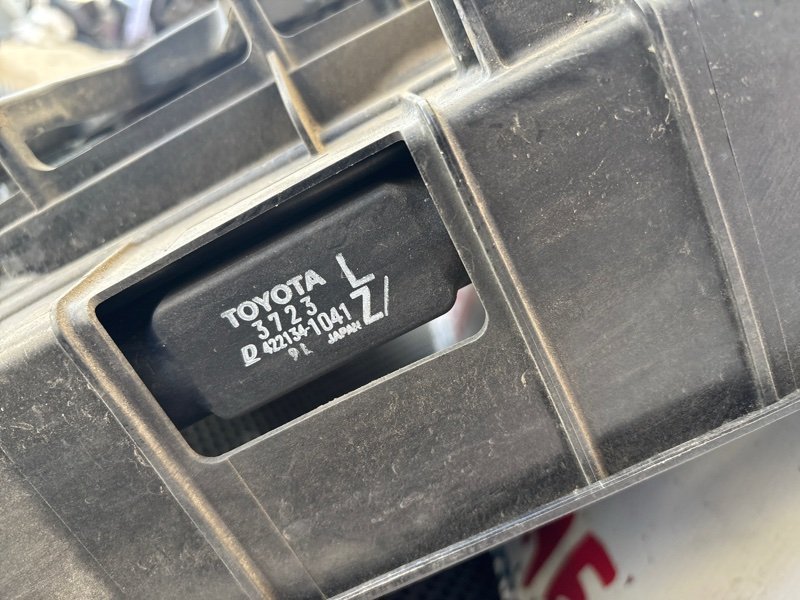 TOYOTA L
3723 Z/
D 422134-1041
JAPAN